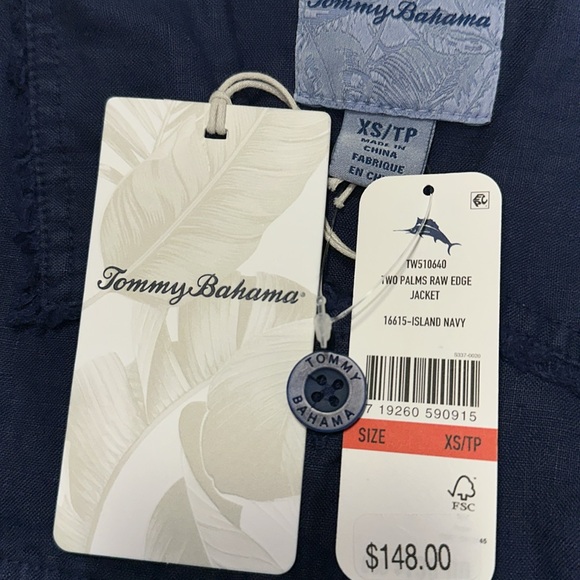 Tommy Bahama
XS/TP
MADE IN
CHINA
FABRIQUE
EN
Tommy Bahama
TW510640
TWO PALMS RAW EDGE
JACKET
16615-ISLAND NAVY
7 19260 590915
TOMMY
BAHAMA
SIZE XS/TP
FSC
$148.00